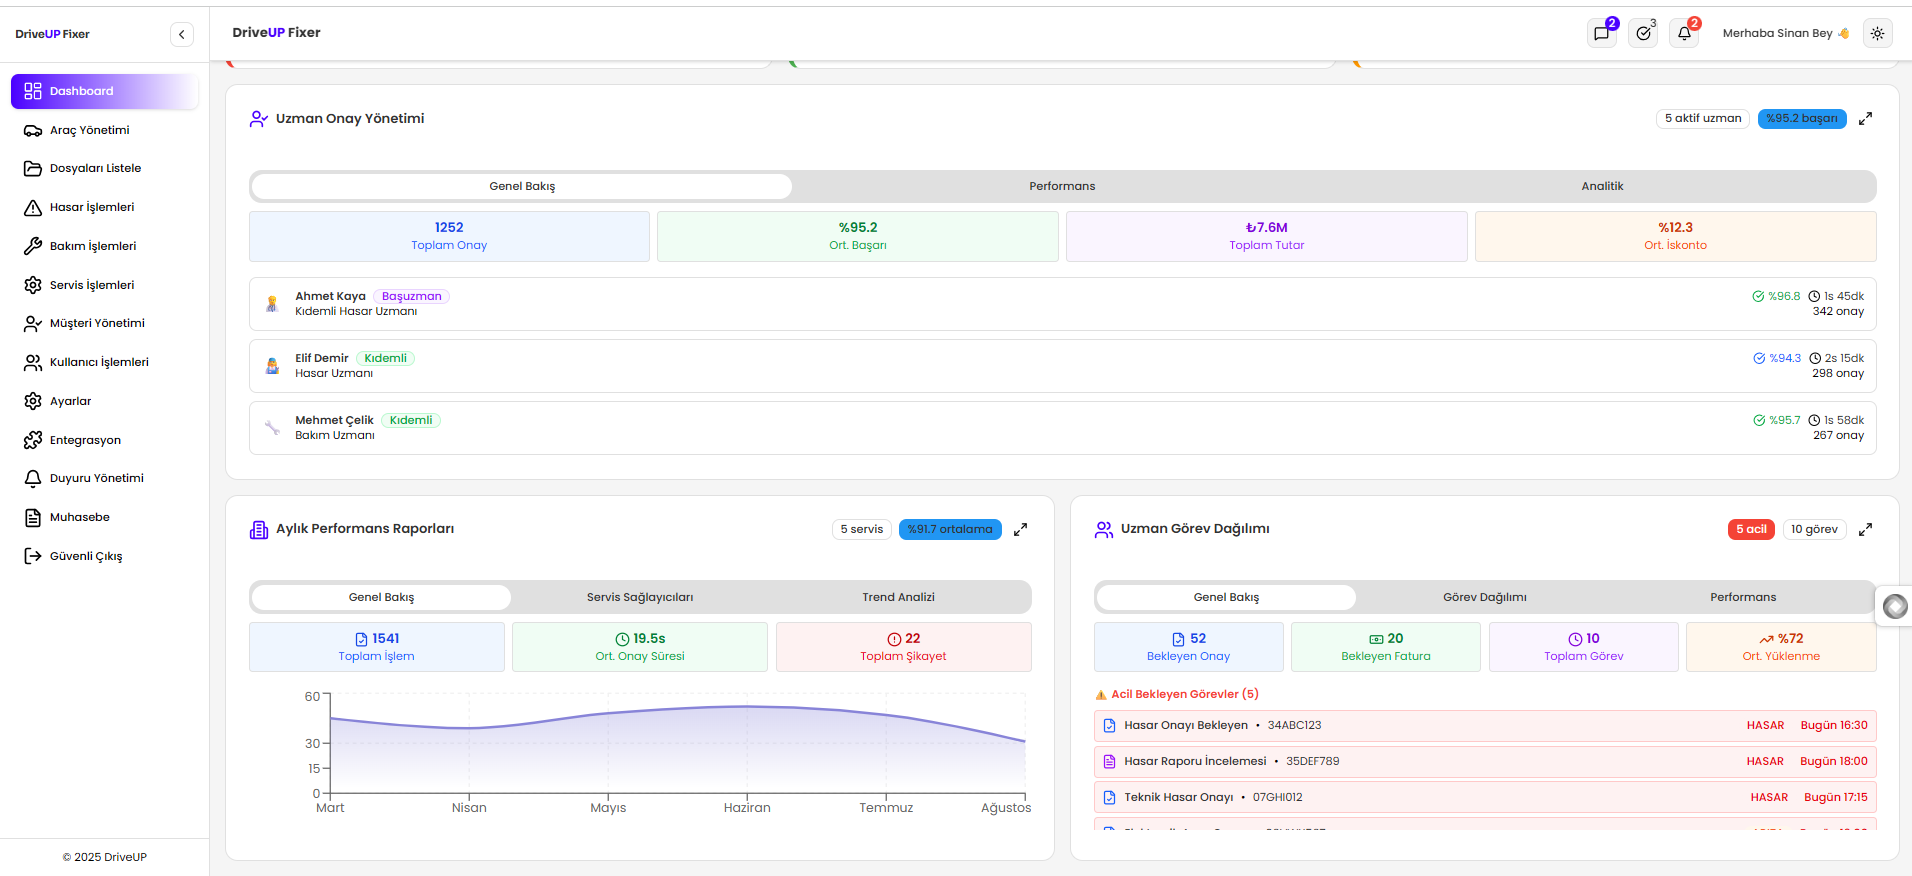 DriveUP Fixer
DriveUP Fixer
2
3
2
Merhaba Sinan Bey
Dashboard
Araç Yönetimi
Dosyaları Listele
Hasar İşlemleri
Bakım İşlemleri
Servis İşlemleri
Müşteri Yönetimi
Kullanıcı İşlemleri
Ayarlar
Entegrasyon
Duyuru Yönetimi
Muhasebe
Güvenli Çıkış
© 2025 DriveUP
Uzman Onay Yönetimi
5 aktif uzman
%95.2 başarı
Genel Bakış
Performans
Analitik
1252
Toplam Onay
%95.2
Ort. Başarı
₺7.6M
Toplam Tutar
%12.3
Ort. İskonto
Ahmet Kaya Başuzman
Kıdemli Hasar Uzmanı
%96.8 1s 45dk
342 onay
Elif Demir Kıdemli
Hasar Uzmanı
%94.3 2s 15dk
298 onay
Mehmet Çelik Kıdemli
Bakım Uzmanı
%95.7 1s 58dk
267 onay
Aylık Performans Raporları
5 servis
%91.7 ortalama
Genel Bakış
Servis Sağlayıcıları
Trend Analizi
1541
Toplam İşlem
19.5s
Ort. Onay Süresi
22
Toplam Şikayet
60
30
15
0
Mart
Nisan
Mayıs
Haziran
Temmuz
Ağustos
Uzman Görev Dağılımı
5 acil
10 görev
Genel Bakış
Görev Dağılımı
Performans
52
Bekleyen Onay
20
Bekleyen Fatura
10
Toplam Görev
%72
Ort. Yüklenme
Acil Bekleyen Görevler (5)
Hasar Onayı Bekleyen • 34ABC123
HASAR Bugün 16:30
Hasar Raporu İncelemesi • 35DEF789
HASAR Bugün 18:00
Teknik Hasar Onayı • 07GHI012
HASAR Bugün 17:15